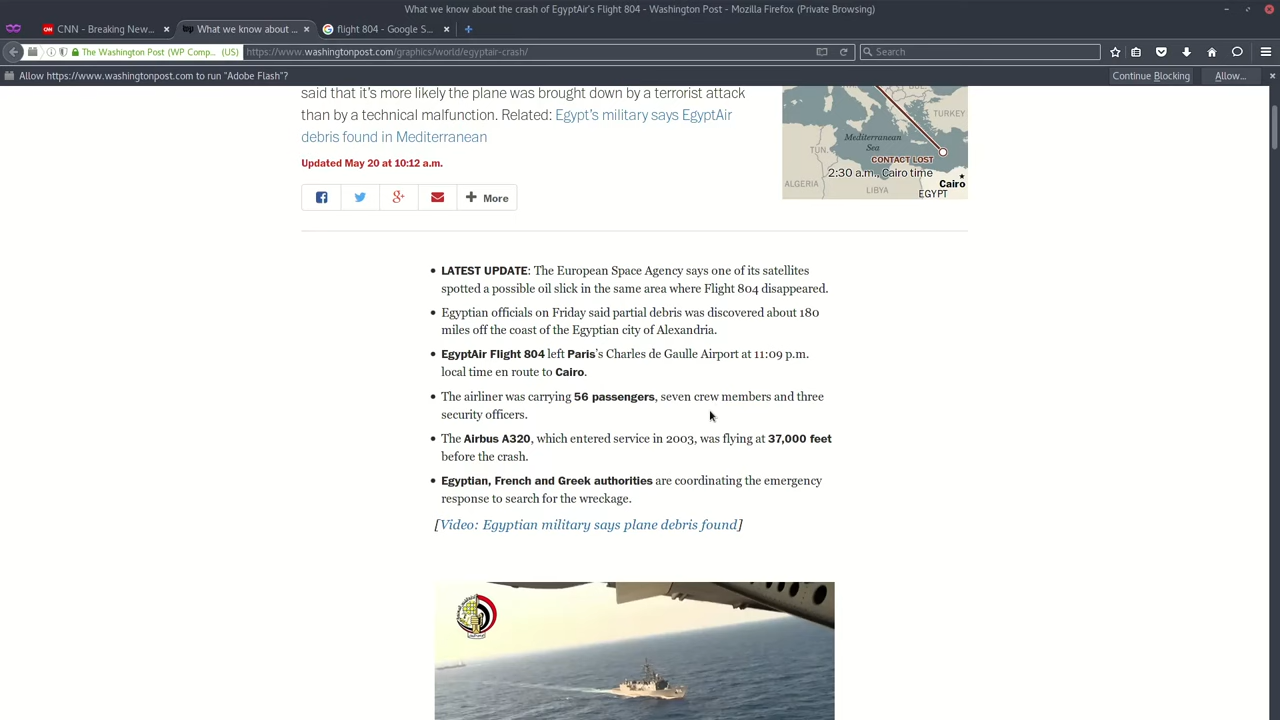 What we know about the crash of EgyptAir's Flight 804 - Washington Post - Mozilla Firefox (Private Browsing)
CNN - Breaking New...
What we know about ...
flight 804 - Google S...
The Washington Post (WP Comp... (US)
https://www.washingtonpost.com/graphics/world/egyptair-crash/
Search
Allow https://www.washingtonpost.com to run "Adobe Flash"?
Continue Blocking
Allow...
said that it's more likely the plane was brought down by a terrorist attack
than by a technical malfunction. Related: Egypt's military says EgyptAir
debris found in Mediterranean
Updated May 20 at 10:12 a.m.
More
TURKEY
Mediterranean
Sea
TUN.
CONTACT LOST
2:30 a.m., Cairo time
ALGERIA
LIBYA
Cairo
EGYPT
• LATEST UPDATE: The European Space Agency says one of its satellites
spotted a possible oil slick in the same area where Flight 804 disappeared.
• Egyptian officials on Friday said partial debris was discovered about 180
miles off the coast of the Egyptian city of Alexandria.
• EgyptAir Flight 804 left Paris's Charles de Gaulle Airport at 11:09 p.m.
local time en route to Cairo.
• The airliner was carrying 56 passengers, seven crew members and three
security officers.
• The Airbus A320, which entered service in 2003, was flying at 37,000 feet
before the crash.
• Egyptian, French and Greek authorities are coordinating the emergency
response to search for the wreckage.
[Video: Egyptian military says plane debris found]